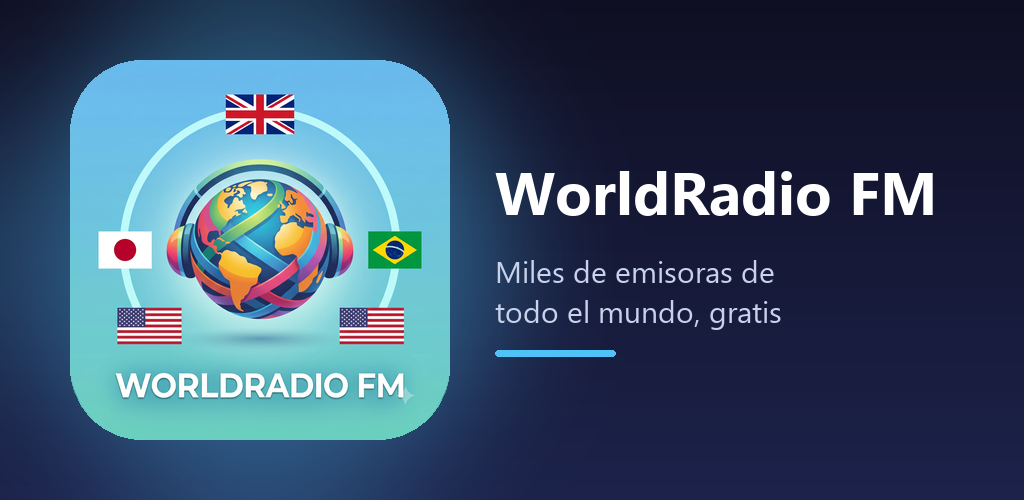 WORLDRADIO FM
WorldRadio FM
Miles de emisoras de
todo el mundo, gratis